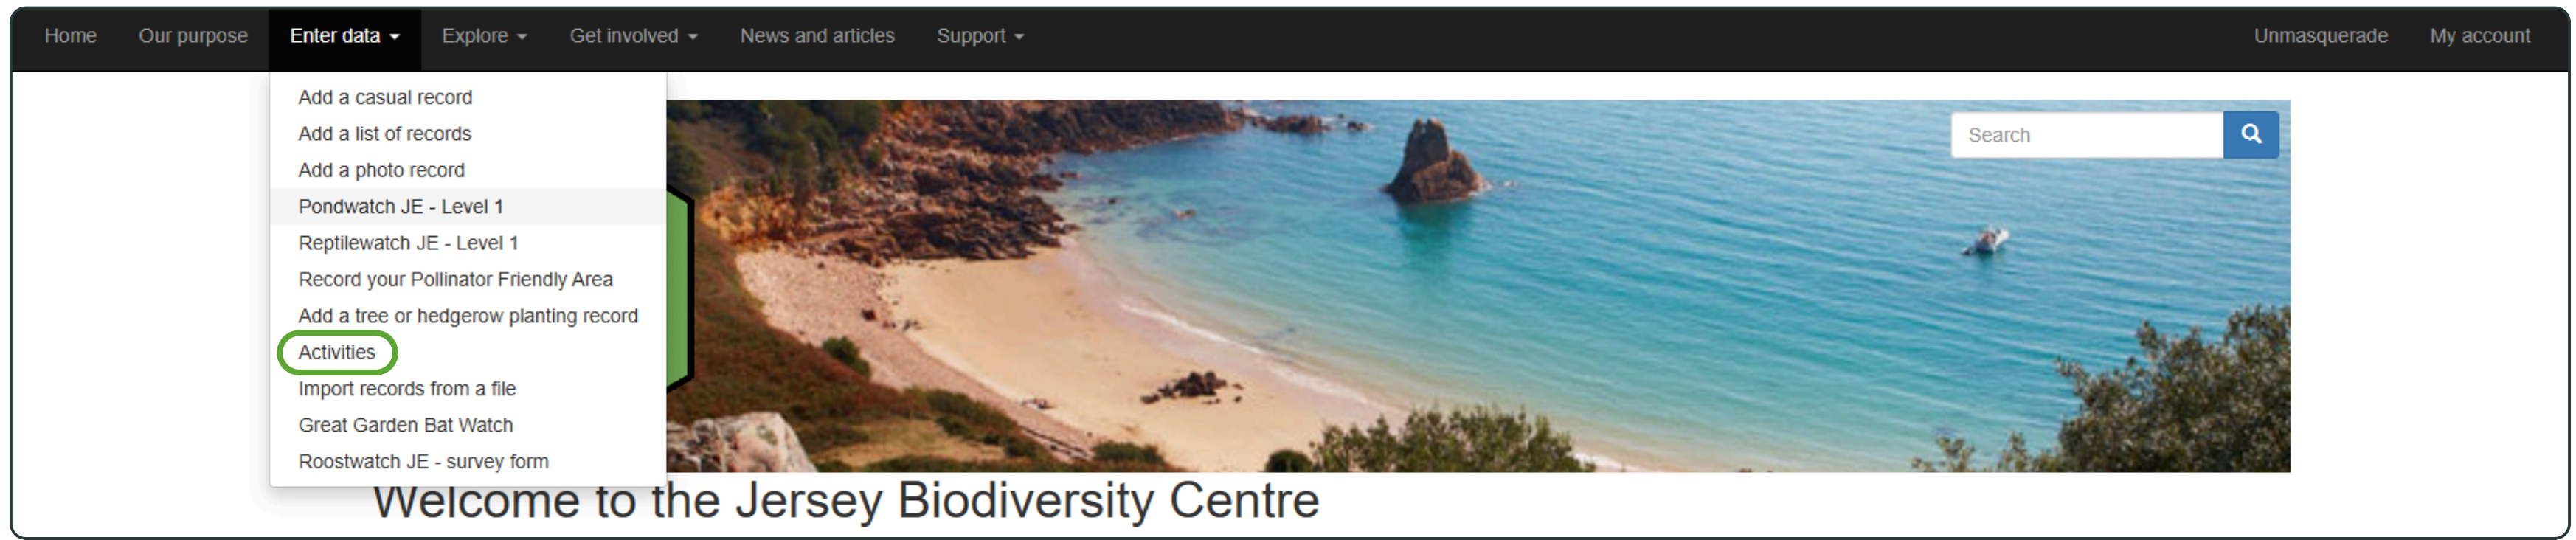 Home Our purpose Enter data Explore Get involved News and articles Support Unmasquerade My account
Add a casual record
Add a list of records
Add a photo record
Pondwatch JE - Level 1
Reptilewatch JE - Level 1
Record your Pollinator Friendly Area
Add a tree or hedgerow planting record
Activities
Import records from a file
Great Garden Bat Watch
Roostwatch JE - survey form
Search
Welcome to the Jersey Biodiversity Centre